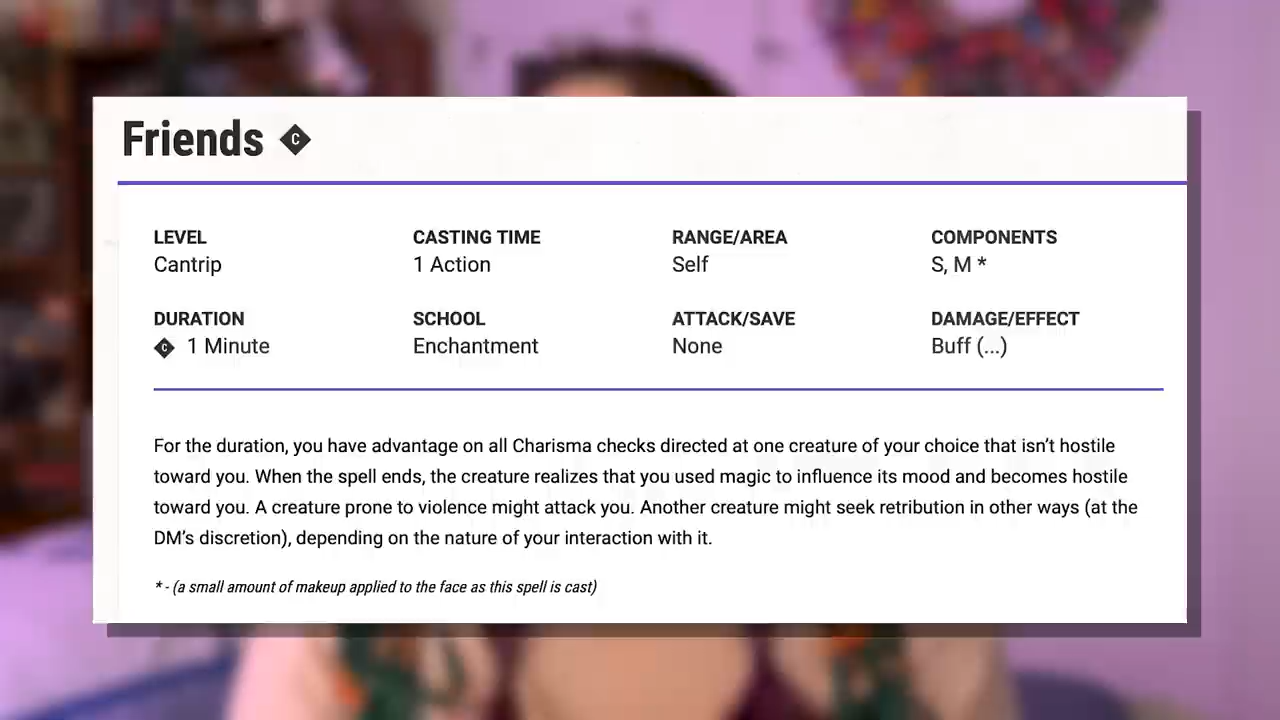 Friends C
LEVEL
Cantrip
CASTING TIME
1 Action
RANGE/AREA
Self
COMPONENTS
S, M *
DURATION
C 1 Minute
SCHOOL
Enchantment
ATTACK/SAVE
None
DAMAGE/EFFECT
Buff (...)
For the duration, you have advantage on all Charisma checks directed at one creature of your choice that isn’t hostile
toward you. When the spell ends, the creature realizes that you used magic to influence its mood and becomes hostile
toward you. A creature prone to violence might attack you. Another creature might seek retribution in other ways (at the
DM’s discretion), depending on the nature of your interaction with it.
* - (a small amount of makeup applied to the face as this spell is cast)